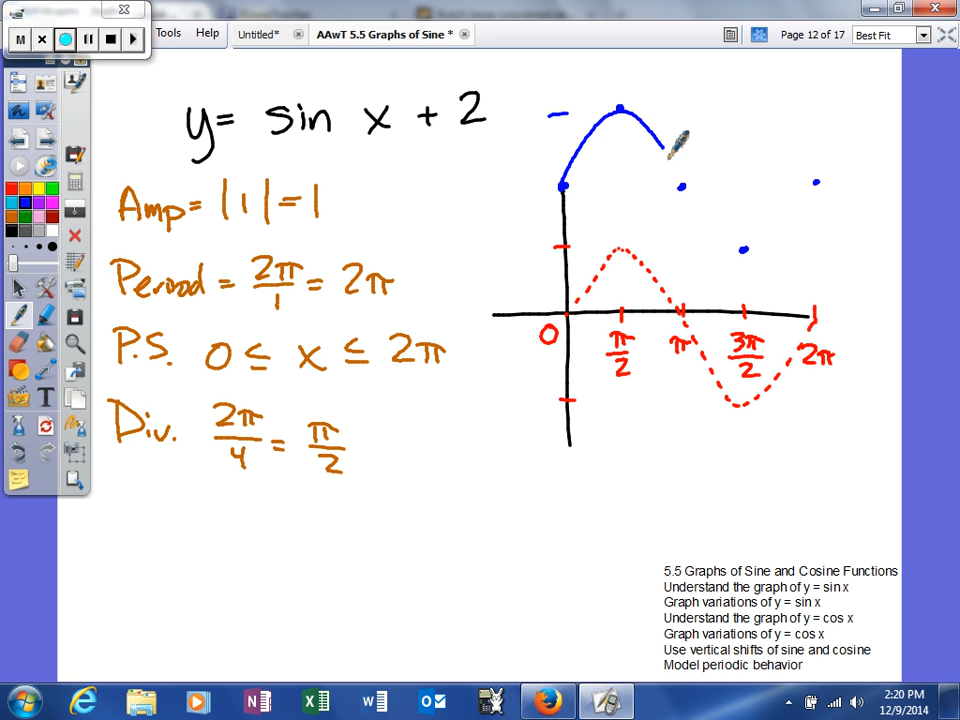 M
Tools Help Untitled* AAwT 5.5 Graphs of Sine * Page 12 of 17 Best Fit
y= sin x + 2
Amp= |1| = 1
Period = 2π/1 = 2π
P.S. 0 ≤ x ≤ 2π
Div. 2π/4 = π/2
0 π/2 π 3π/2 2π
5.5 Graphs of Sine and Cosine Functions
Understand the graph of y = sin x
Graph variations of y = sin x
Understand the graph of y = cos x
Graph variations of y = cos x
Use vertical shifts of sine and cosine
Model periodic behavior
2:20 PM
12/9/2014